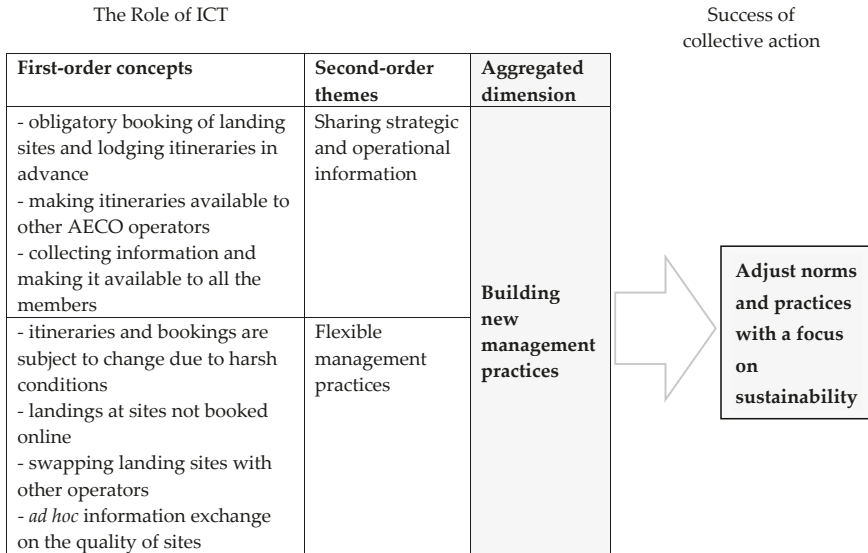 The Role of ICT
Success of
collective action
First-order concepts
Second-order
themes
Aggregated
dimension
- obligatory booking of landing
sites and lodging itineraries in
advance
- making itineraries available to
other AECO operators
- collecting information and
making it available to all the
members
Sharing strategic
and operational
information
- itineraries and bookings are
subject to change due to harsh
conditions
- landings at sites not booked
online
- swapping landing sites with
other operators
- ad hoc information exchange
on the quality of sites
Flexible
management
practices
Building
new
management
practices
Adjust norms
and practices
with a focus
on
sustainability